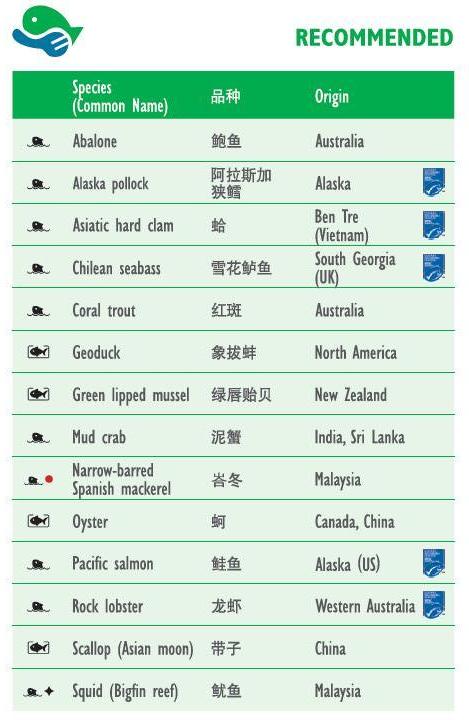 RECOMMENDED
Species
(Common Name) 品种 Origin
Abalone 鲍鱼 Australia
Alaska pollock 阿拉斯加
狭鳕 Alaska
Asiatic hard clam 蛤 Ben Tre
(Vietnam)
Chilean seabass 雪花鲈鱼 South Georgia
(UK)
Coral trout 红斑 Australia
Geoduck 象拔蚌 North America
Green lipped mussel 绿唇贻贝 New Zealand
Mud crab 泥蟹 India, Sri Lanka
Narrow-barred
Spanish mackerel 峇冬 Malaysia
Oyster 蚵 Canada, China
Pacific salmon 鲑鱼 Alaska (US)
Rock lobster 龙虾 Western Australia
Scallop (Asian moon) 带子 China
Squid (Bigfin reef) 鱿鱼 Malaysia